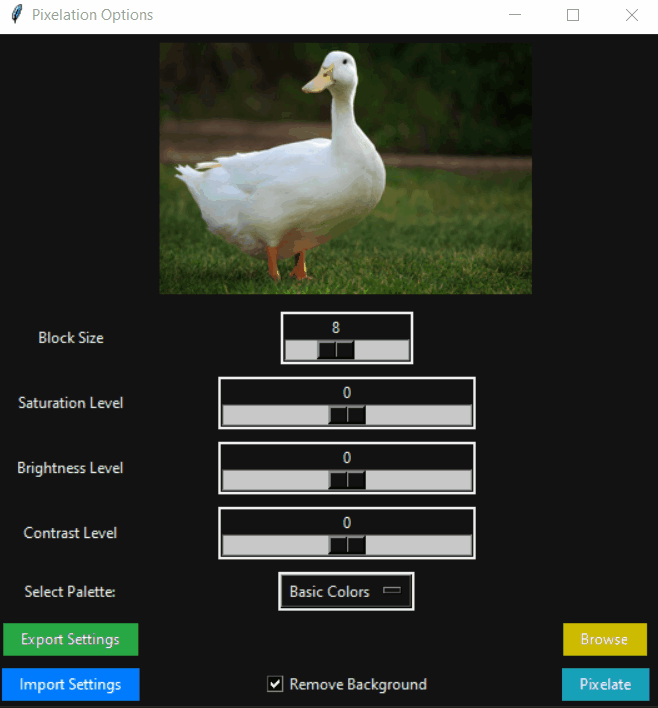 Pixelation Options
8
Block Size
0
Saturation Level
0
Brightness Level
0
Contrast Level
Select Palette:
Basic Colors
Export Settings
Browse
Import Settings
Remove Background
Pixelate